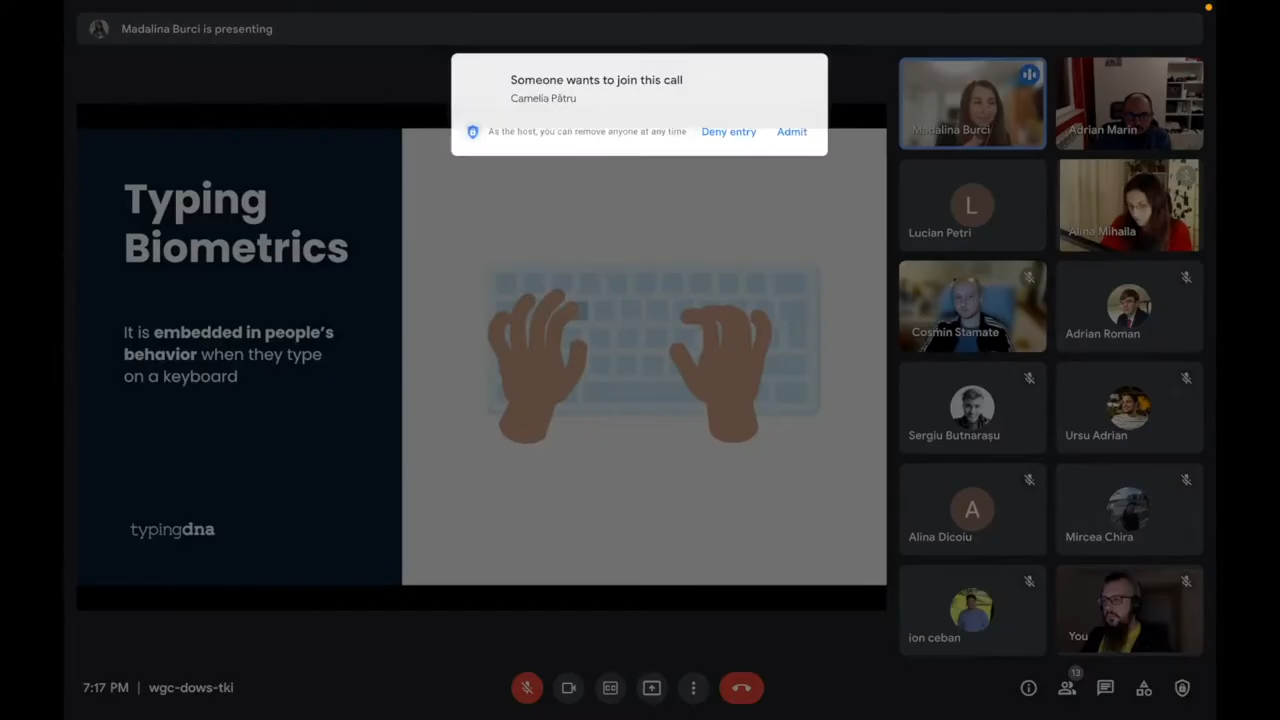 Madalina Burci is presenting
Someone wants to join this call
Camelia Pătru
As the host, you can remove anyone at any time
Deny entry
Admit
Typing
Biometrics
It is embedded in people's
behavior when they type
on a keyboard
typingdna
Madalina Burci
Adrian Marin
L
Lucian Petri
Alina Mihaila
Cosmin Stamate
Adrian Roman
Sergiu Butnarașu
Ursu Adrian
A
Alina Dicoiu
Mircea Chira
ion ceban
You
7:17 PM | wgc-dows-tki
CC
13